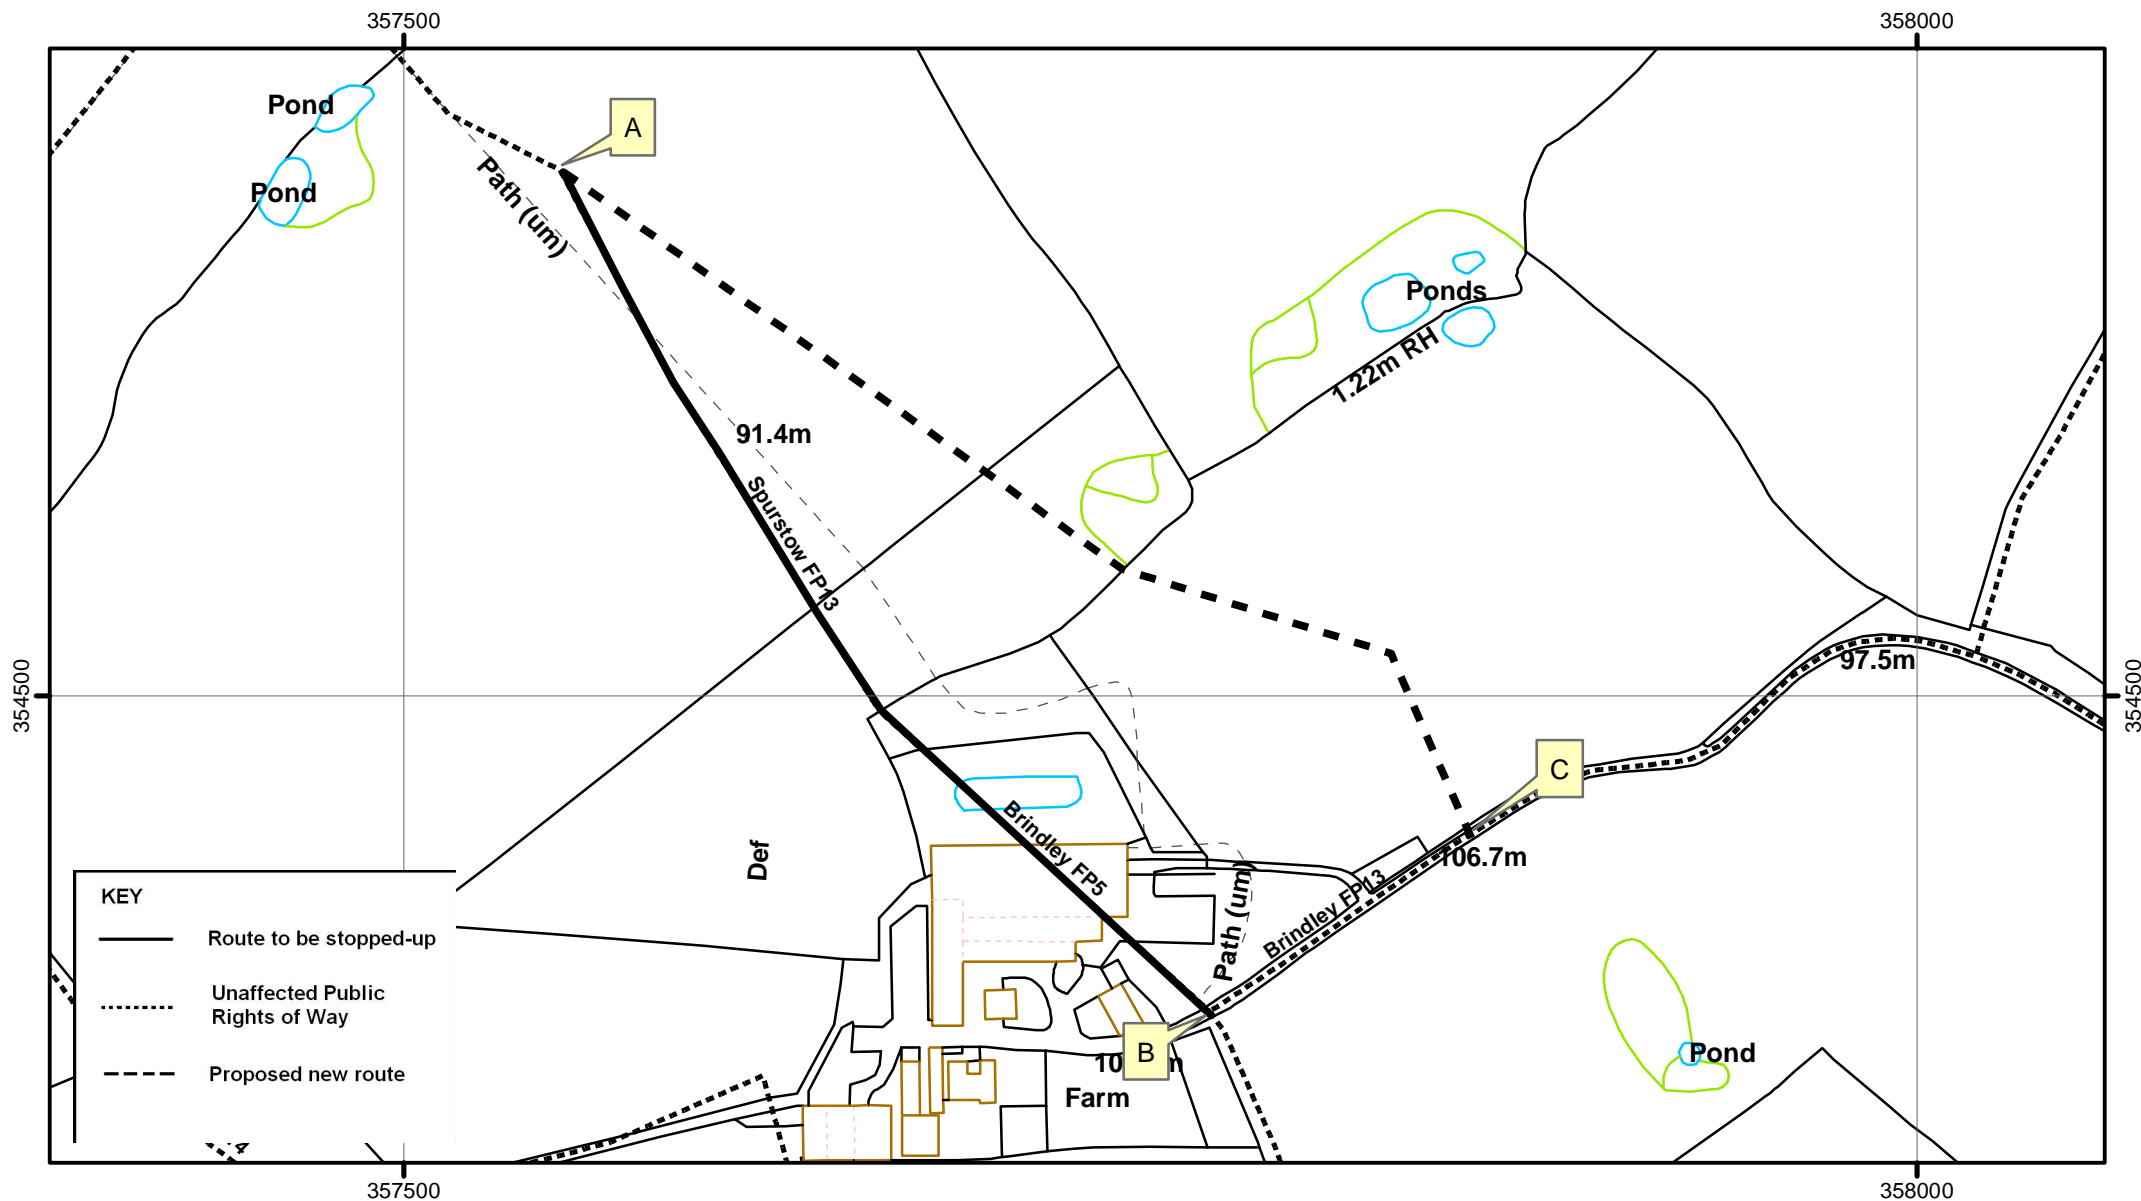 357500
358000
Pond
A
Pond
Path (um)
Ponds
1.22m RH
91.4m
Spurstow FP13
354500
354500
97.5m
C
Brindley FP5
106.7m
Def
Brindley FP13
Path (um)
KEY
Route to be stopped-up
Unaffected Public
Rights of Way
Proposed new route
B
Farm
Pond
357500
358000